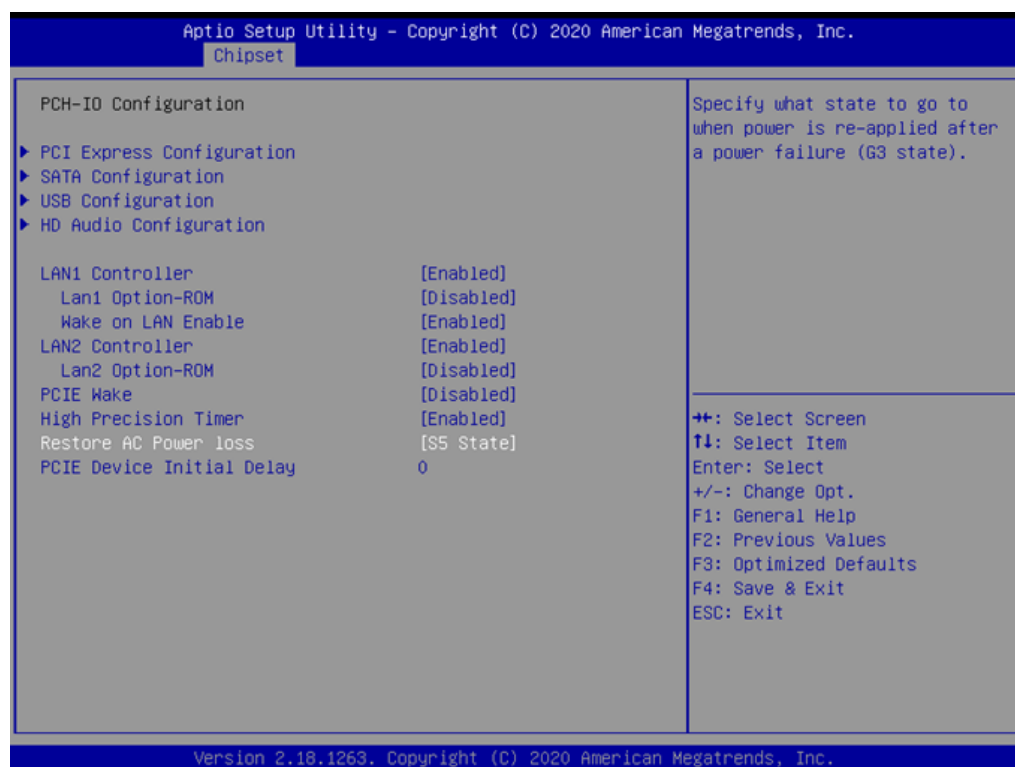 Aptio Setup Utility – Copyright (C) 2020 American Megatrends, Inc.
Chipset
PCH-IO Configuration
PCI Express Configuration
SATA Configuration
USB Configuration
HD Audio Configuration
LAN1 Controller [Enabled]
Lan1 Option-ROM [Disabled]
Wake on LAN Enable [Enabled]
LAN2 Controller [Enabled]
Lan2 Option-ROM [Disabled]
PCIE Wake [Disabled]
High Precision Timer [Enabled]
Restore AC Power loss [S5 State]
PCIE Device Initial Delay 0
Specify what state to go to
when power is re-applied after
a power failure (G3 state).
→←: Select Screen
↑↓: Select Item
Enter: Select
+/-: Change Opt.
F1: General Help
F2: Previous Values
F3: Optimized Defaults
F4: Save & Exit
ESC: Exit
Version 2.18.1263. Copyright (C) 2020 American Megatrends, Inc.